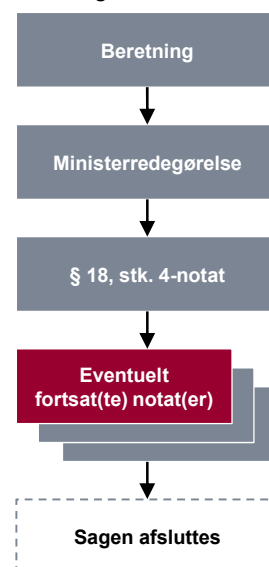 Beretning
Ministerredegørelse
§ 18, stk. 4-notat
Eventuelt
fortsat(te) notat(er)
Sagen afsluttes